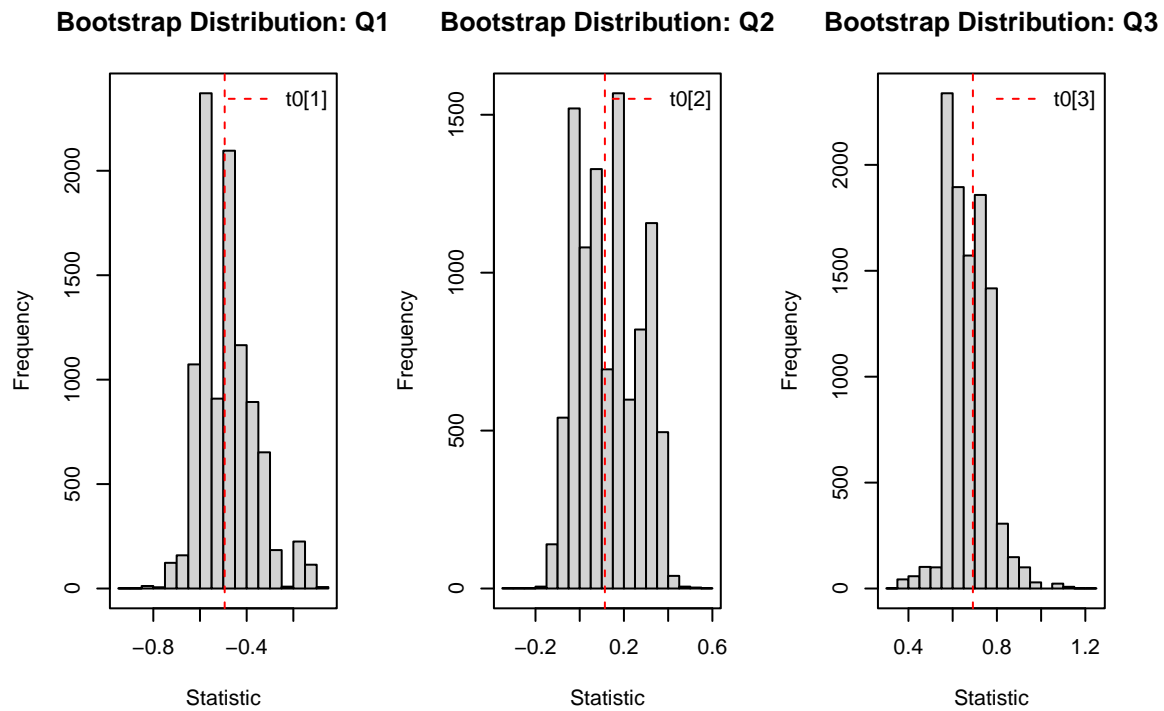 Bootstrap Distribution: Q1
Frequency
2000
1500
1000
500
0
t0[1]
−0.8
−0.4
Statistic
Bootstrap Distribution: Q2
Frequency
1500
1000
500
0
t0[2]
−0.2
0.2
0.6
Statistic
Bootstrap Distribution: Q3
Frequency
2000
1500
1000
500
0
t0[3]
0.4
0.8
1.2
Statistic